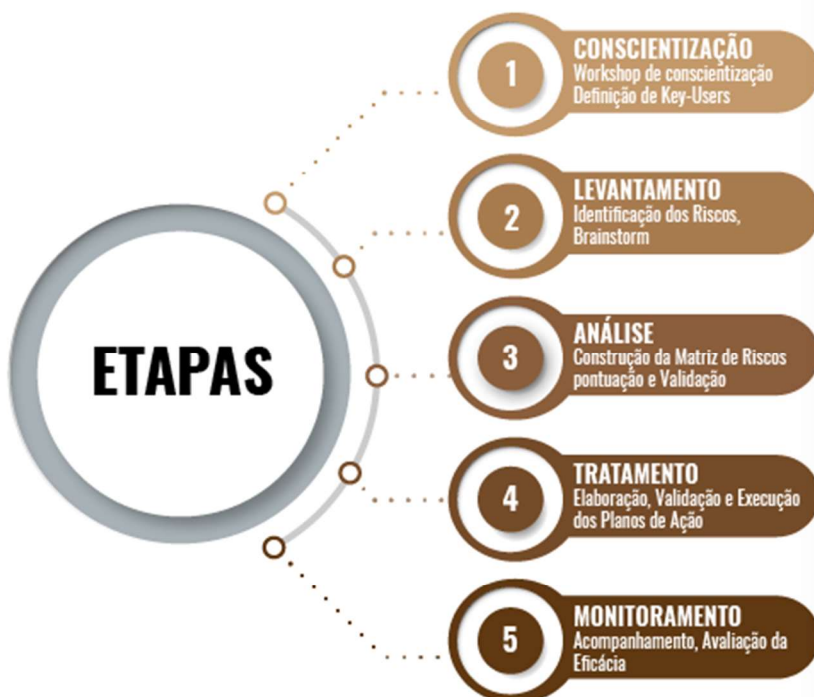 ETAPAS
1
CONSCIENTIZAÇÃO
Workshop de conscientização
Definição de Key-Users
2
LEVANTAMENTO
Identificação dos Riscos,
Brainstorm
3
ANÁLISE
Construção da Matriz de Riscos
pontuação e Validação
4
TRATAMENTO
Elaboração, Validação e Execução
dos Planos de Ação
5
MONITORAMENTO
Acompanhamento, Avaliação da
Eficácia